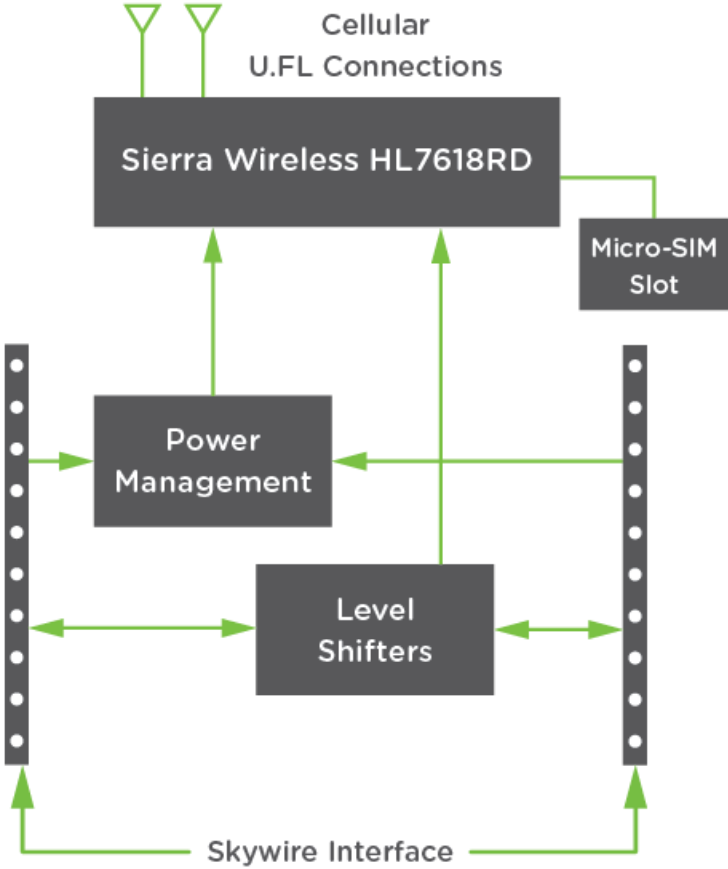 Cellular
U.FL Connections
Sierra Wireless HL7618RD
Micro-SIM
Slot
Power
Management
Level
Shifters
Skywire Interface